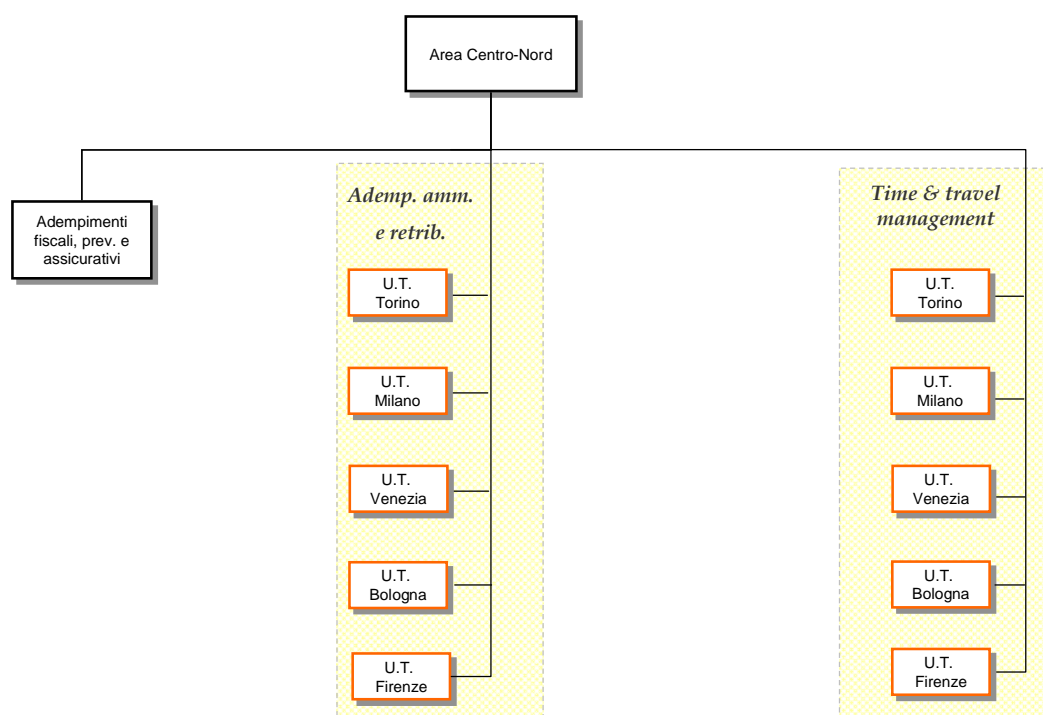 Area Centro-Nord
Adempimenti
fiscali, prev. e
assicurativi
Ademp. amm.
e retrib.
U.T.
Torino
U.T.
Milano
U.T.
Venezia
U.T.
Bologna
U.T.
Firenze
Time & travel
management
U.T.
Torino
U.T.
Milano
U.T.
Venezia
U.T.
Bologna
U.T.
Firenze